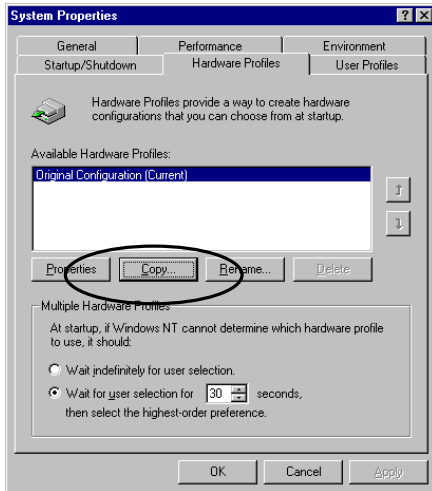 System Properties
General Performance Environment
Startup/Shutdown Hardware Profiles User Profiles
Hardware Profiles provide a way to create hardware
configurations that you can choose from at startup.
Available Hardware Profiles:
Original Configuration (Current)
Properties Copy... Rename... Delete
Multiple Hardware Profiles
At startup, if Windows NT cannot determine which hardware profile
to use, it should:
Wait indefinitely for user selection.
Wait for user selection for 30 seconds,
then select the highest-order preference.
OK Cancel Apply